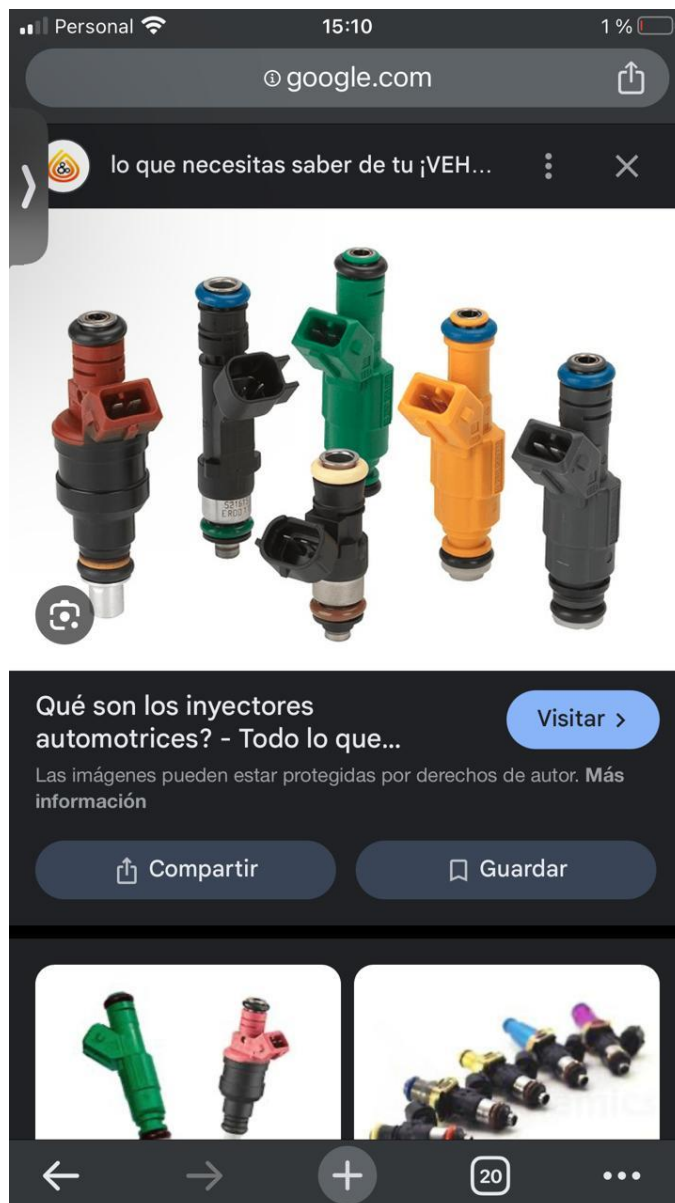 Personal
15:10
1 %
google.com
lo que necesitas saber de tu ¡VEH...
Qué son los inyectores
automotrices? - Todo lo que...
Visitar
Las imágenes pueden estar protegidas por derechos de autor. Más
información
Compartir
Guardar
20